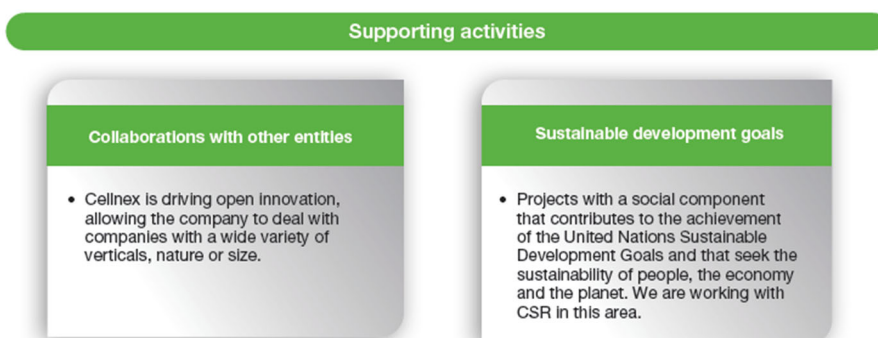 Supporting activities
Collaborations with other entities
• Cellnex is driving open innovation,
allowing the company to deal with
companies with a wide variety of
verticals, nature or size.
Sustainable development goals
• Projects with a social component
that contributes to the achievement
of the United Nations Sustainable
Development Goals and that seek the
sustainability of people, the economy
and the planet. We are working with
CSR in this area.